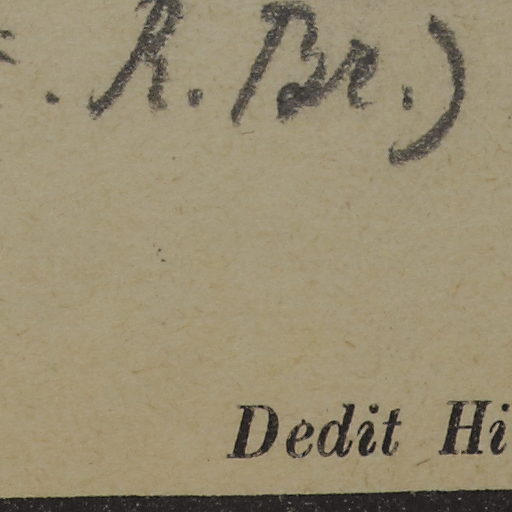 . R. Br.)
Dedit Hi